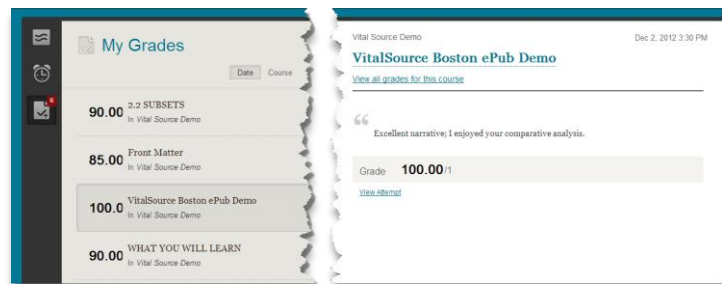 My Grades
Date Course
90.00 2.2 SUBSETS
In Vital Source Demo
85.00 Front Matter
In Vital Source Demo
100.0 VitalSource Boston ePub Demo
In Vital Source Demo
90.00 WHAT YOU WILL LEARN
In Vital Source Demo
Vital Source Demo Dec 2, 2012 3:30 PM
VitalSource Boston ePub Demo
View all grades for this course
“ Excellent narrative; I enjoyed your comparative analysis.
Grade 100.00/1
View Attempt